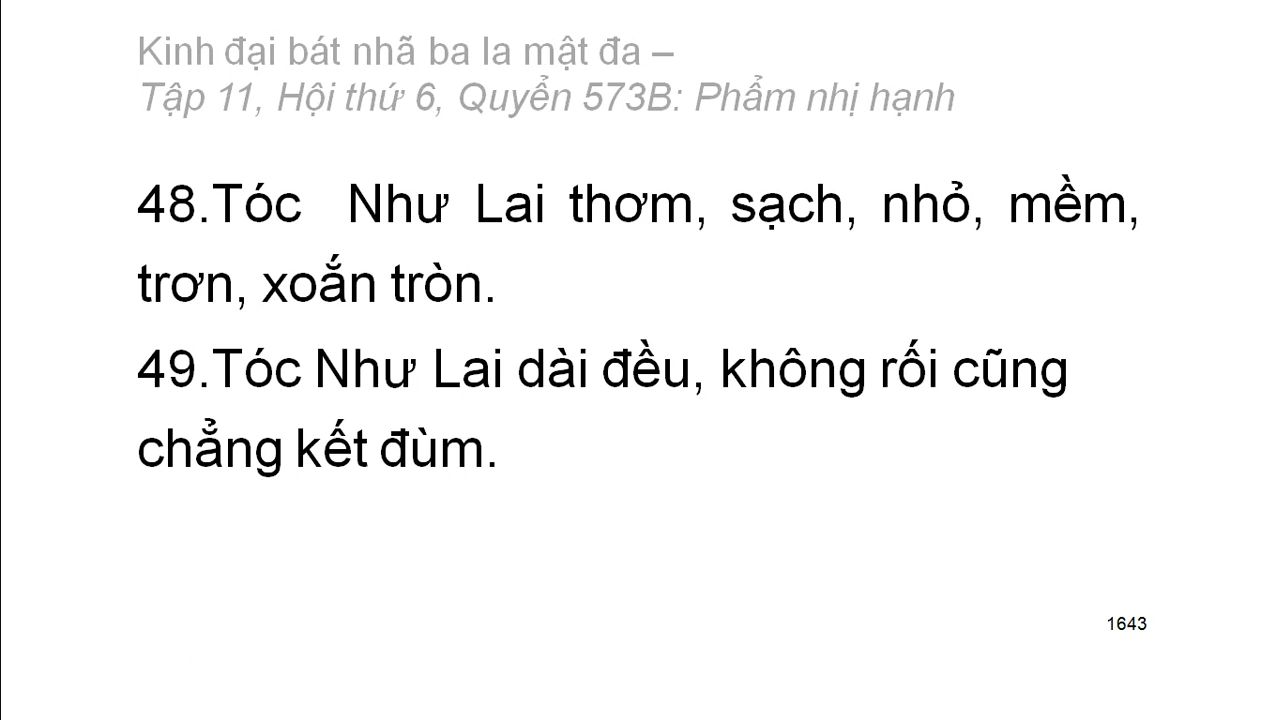 Kinh đại bát nhã ba la mật đa –
Tập 11, Hội thứ 6, Quyển 573B: Phẩm nhị hạnh
48.Tóc Như Lai thơm, sạch, nhỏ, mềm,
trơn, xoắn tròn.
49.Tóc Như Lai dài đều, không rối cũng
chẳng kết đùm.
1643